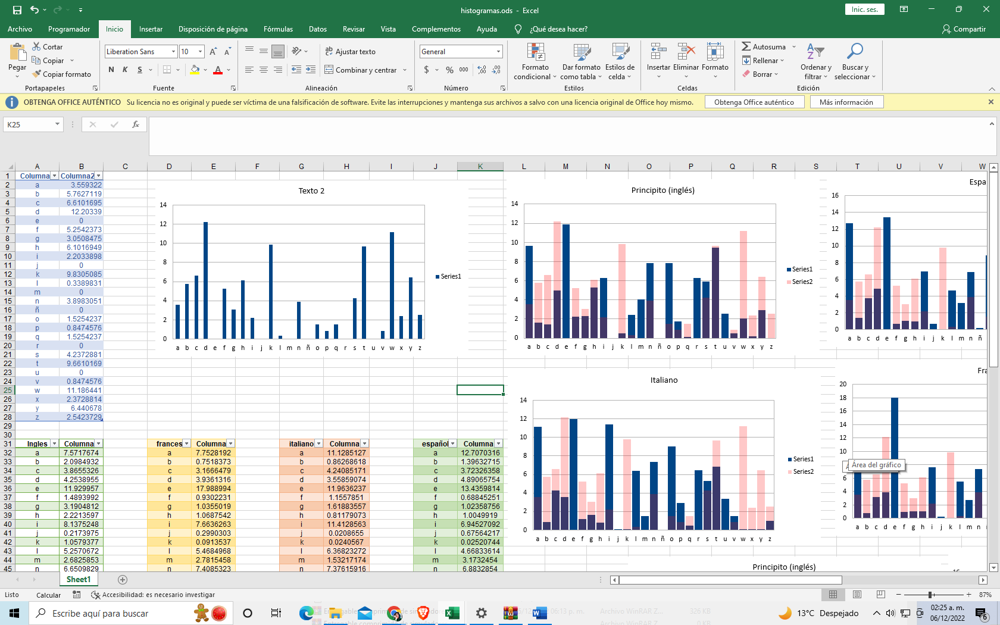 histogramas.ods - Excel
Inic. ses.
Archivo Programador Inicio Insertar Disposición de página Fórmulas Datos Revisar Vista Complementos Ayuda ¿Qué desea hacer? Compartir
Pegar
Cortar
Copiar
Copiar formato
Portapapeles
Liberation Sans 10
N K S
Fuente
Ajustar texto
Combinar y centrar
Alineación
General
$ % 000
Número
Formato condicional
Dar formato como tabla
Estilos de celda
Estilos
Insertar Eliminar Formato
Celdas
Autosuma
Rellenar
Borrar
Ordenar y filtrar
Buscar y seleccionar
Edición
OBTENGA OFFICE AUTÉNTICO Su licencia no es original y puede ser víctima de una falsificación de software. Evite las interrupciones y mantenga sus archivos a salvo con una licencia original de Office hoy mismo. Obtenga Office auténtico Más información
K25 fx
A B C D E F G H I J K L M N O P Q R S T U V W
1 Columna Columna2
2 a 3.559322
3 b 5.7627119
4 c 6.6101695
5 d 12.20339
6 e 0
7 f 5.2542373
8 g 3.0508475
9 h 6.1016949
10 i 2.2033898
11 j 0
12 k 9.8305085
13 l 0.3389831
14 m 0
15 n 3.8983051
16 ñ 0
17 o 1.5254237
18 p 0.8474576
19 q 1.5254237
20 r 0
21 s 4.2372881
22 t 9.6610169
23 u 0
24 v 0.8474576
25 w 11.186441
26 x 2.3728814
27 y 6.440678
28 z 2.5423729
29
30
Texto 2
14
12
10
8
6
4
2
0
a b c d e f g h i j k l m n ñ o p q r s t u v w x y z
Series1
Principito (inglés)
14
12
10
8
6
4
2
0
a b c d e f g h i j k l m n ñ o p q r s t u v w x y z
Series1
Series2
Espa
16
14
12
10
8
6
4
2
0
a b c d e f g h i j k l m n ñ
Italiano
14
12
10
8
6
4
2
0
a b c d e f g h i j k l m n ñ o p q r s t u v w x y z
Series1
Series2
Fra
20
18
16
14
12
10
Área del gráfico
6
4
2
0
a b c d e f g h i j k l m n
Principito (inglés)
31 Ingles Columna frances Columna italiano Columna español Columna
32 a 7.5717674 a 7.7528192 a 11.1285127 a 12.7070316
33 b 2.0984932 b 0.7518373 b 0.86268618 b 1.39632715
34 c 3.8655326 c 3.1666479 c 4.24085171 c 3.72326358
35 d 4.2538955 d 3.9361316 d 3.55859074 d 4.89065754
36 e 11.929957 e 17.988994 e 11.9636237 e 13.4359814
37 f 1.4893992 f 0.9302231 f 1.1557851 f 0.68845251
38 g 3.1904812 g 1.0355019 g 1.61883557 g 1.02358756
39 h 2.2213597 h 1.0687542 h 0.81179073 h 1.0049919
40 i 8.1375248 i 7.6636263 i 11.4128563 i 6.94527092
41 j 0.2173975 j 0.2990303 j 0.0208655 j 0.67564217
42 k 1.0579377 k 0.0913537 k 0.0240567 k 0.02520744
43 l 5.2570672 l 5.4684968 l 6.36823272 l 4.66833614
44 m 2.6825853 m 2.7815458 m 1.53217174 m 3.1732454
45 n 6.6509829 n 7.4085323 n 7.37615916 n 6.8832854
Sheet1
Listo Calcular Accesibilidad: es necesario investigar 87%
Escribe aquí para buscar
06:13 p. m. Archivo WinRAR Z... 326 KB
Archivo WinRAR Z... 0 KB
13°C Despejado
02:25 a. m.
06/12/2022
6